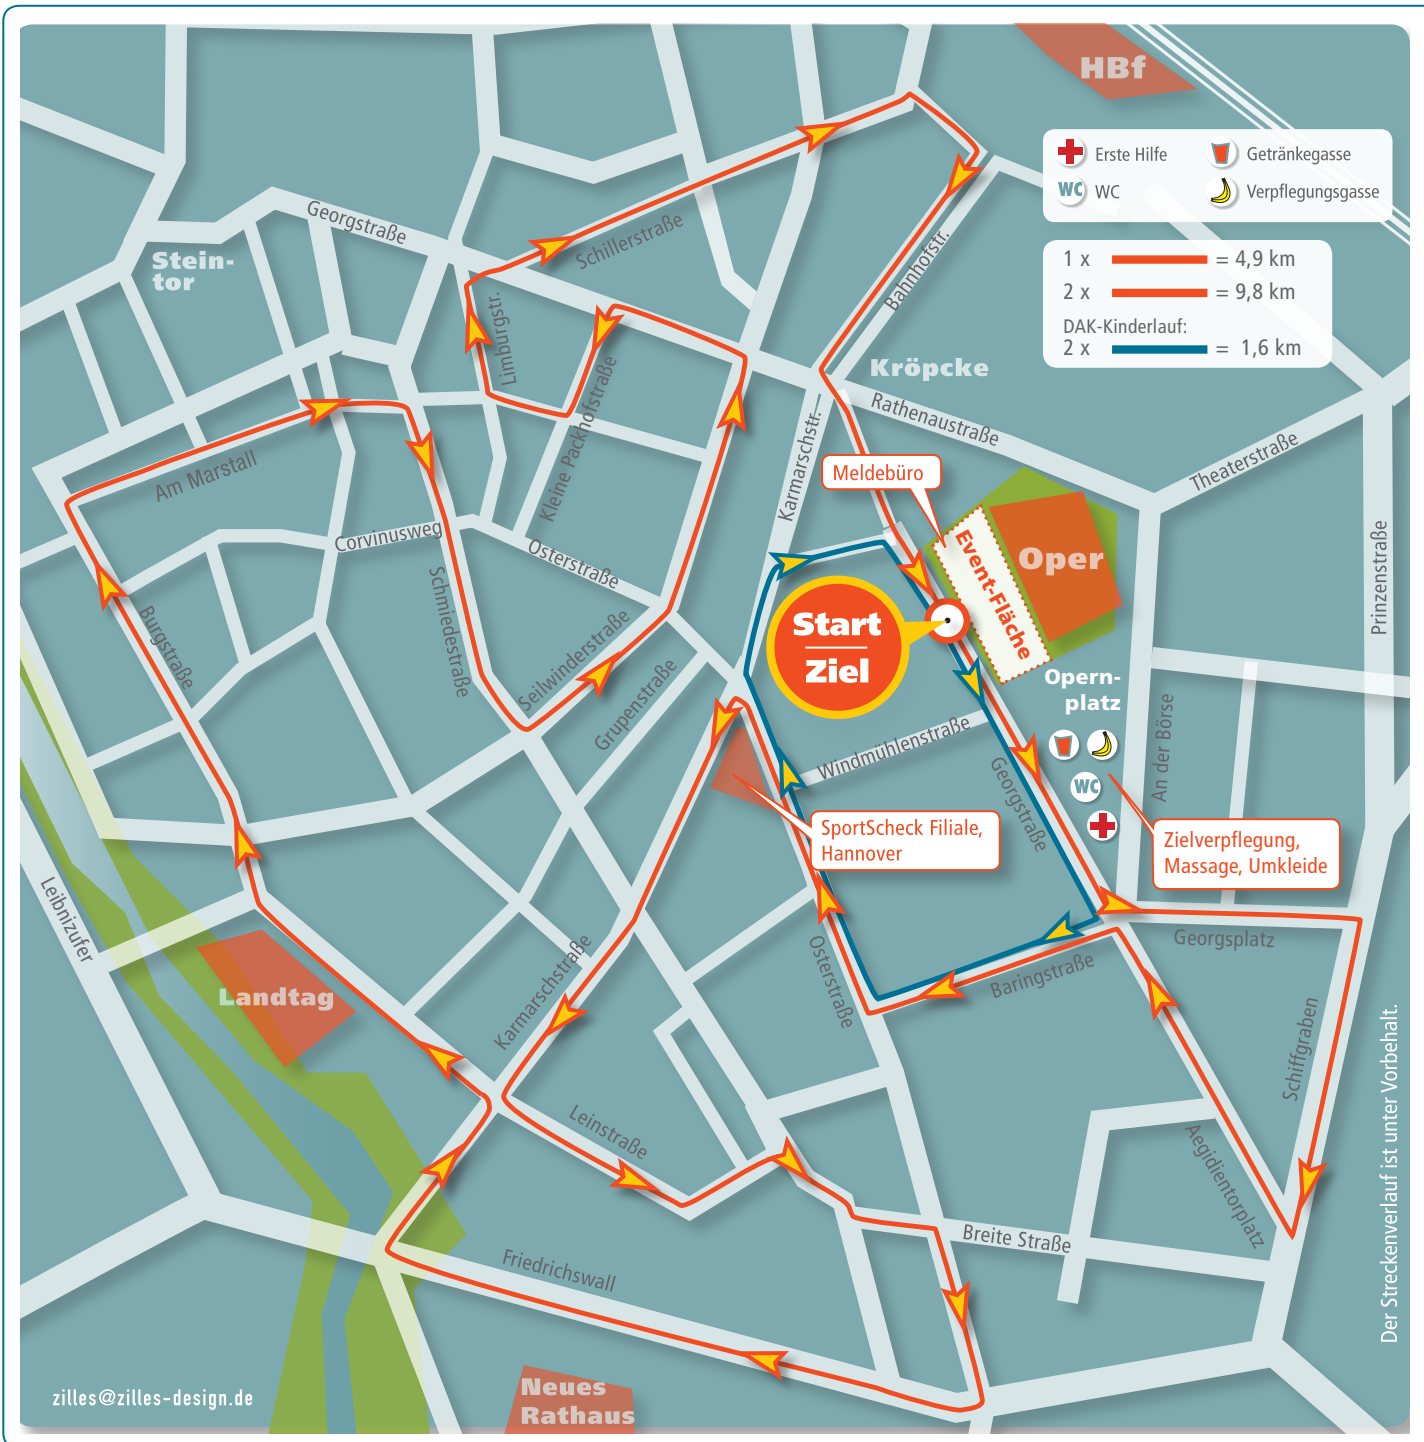 HBf
Erste Hilfe
Getränkegasse
WC
WC
Verpflegungsgasse
1 x = 4,9 km
2 x = 9,8 km
DAK-Kinderlauf:
2 x = 1,6 km
Georgstraße
Schillerstraße
Stein-
tor
Bahnhofstr.
Limburgstr.
Kröpcke
Kleine Packhofstraße
Rathenaustraße
Karmarschstr.
Theaterstraße
Meldebüro
Am Marstall
Corvinusweg
Osterstraße
Prinzenstraße
Oper
Event-Fläche
Schmiedestraße
Burgstraße
Seilwinderstraße
Start
Ziel
Grupenstraße
Opern-
platz
An der Börse
Windmühlenstraße
WC
Georgstraße
SportScheck Filiale,
Hannover
Zielverpflegung,
Massage, Umkleide
Leibnizufer
Georgsplatz
Osterstraße
Baringstraße
Karmarschstraße
Landtag
Schiffgraben
Leinstraße
Aegidientorplatz
Breite Straße
Friedrichswall
Neues
Rathaus
zilles@zilles-design.de
Der Streckenverlauf ist unter Vorbehalt.